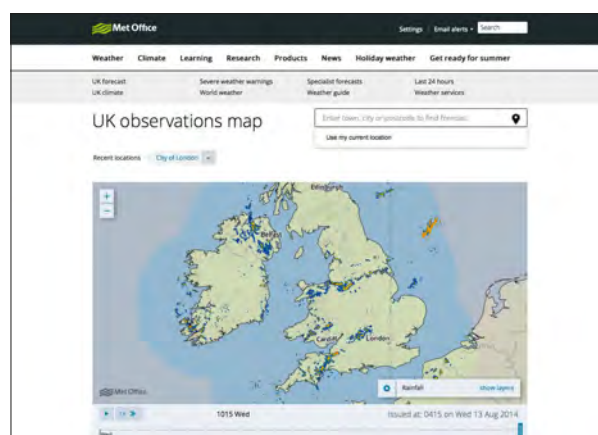 Met Office
Settings Email alerts Search
Weather Climate Learning Research Products News Holiday weather Get ready for summer
UK forecast Severe weather warnings Specialist forecasts Last 24 hours
UK climate World weather Weather guide Weather services
UK observations map
Enter town, city or postcode to find forecast
Use my current location
Recent locations City of London
+
Edinburgh
Belfast
Cardiff London
Met Office
Rainfall Show layers
1015 Wed Issued at: 0415 on Wed 13 Aug 2014